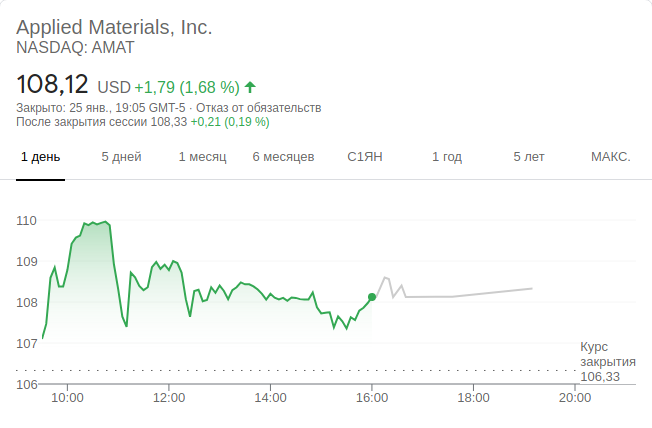 Applied Materials, Inc.
NASDAQ: AMAT
108,12 USD +1,79 (1,68 %)
Закрыто: 25 янв., 19:05 GMT-5 · Отказ от обязательств
После закрытия сессии 108,33 +0,21 (0,19 %)
1 день 5 дней 1 месяц 6 месяцев С1ЯН 1 год 5 лет МАКС.
110
109
108
107
Курс
закрытия
106,33
106
10:00 12:00 14:00 16:00 18:00 20:00